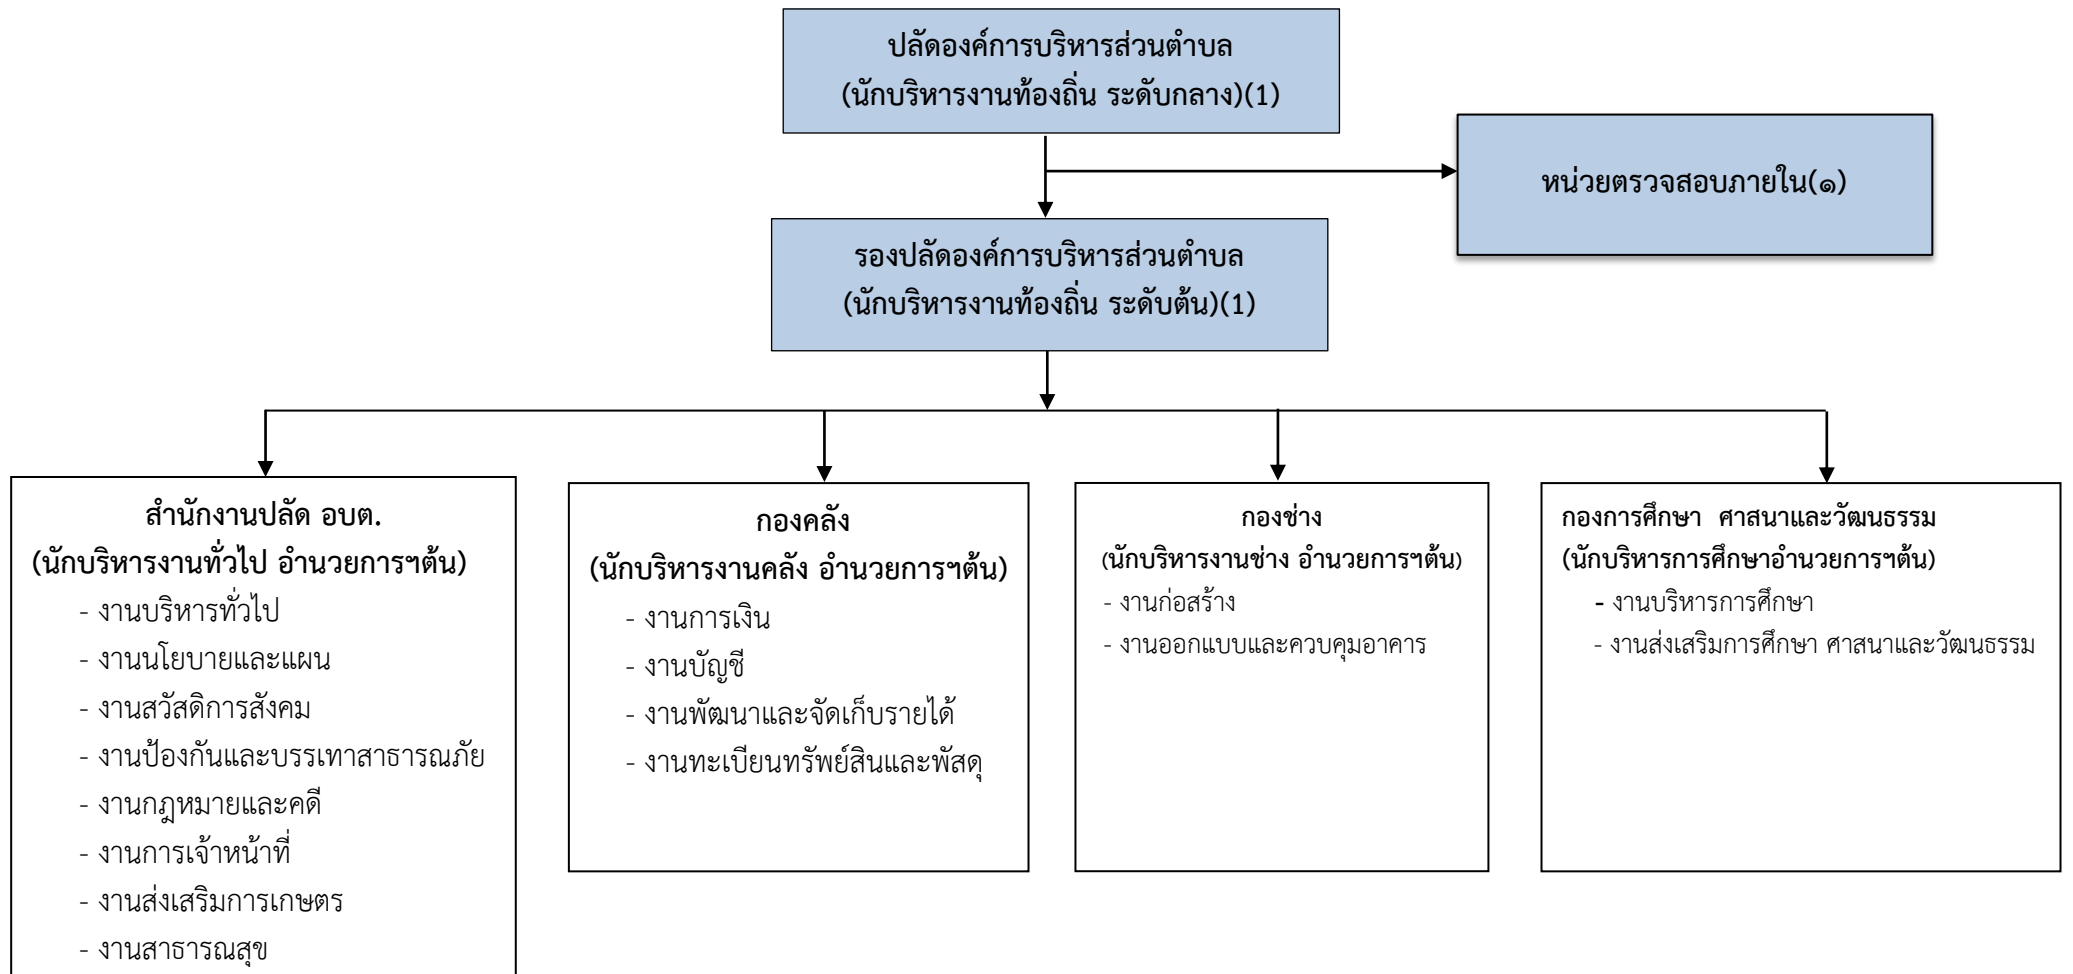 ปลัดองค์การบริหารส่วนตำบล
(นักบริหารงานท้องถิ่น ระดับกลาง)(1)
หน่วยตรวจสอบภายใน(๑)
รองปลัดองค์การบริหารส่วนตำบล
(นักบริหารงานท้องถิ่น ระดับต้น)(1)
สำนักงานปลัด อบต.
(นักบริหารงานทั่วไป อำนวยการฯต้น)
- งานบริหารทั่วไป
- งานนโยบายและแผน
- งานสวัสดิการสังคม
- งานป้องกันและบรรเทาสาธารณภัย
- งานกฎหมายและคดี
- งานการเจ้าหน้าที่
- งานส่งเสริมการเกษตร
- งานสาธารณสุข
กองคลัง
(นักบริหารงานคลัง อำนวยการฯต้น)
- งานการเงิน
- งานบัญชี
- งานพัฒนาและจัดเก็บรายได้
- งานทะเบียนทรัพย์สินและพัสดุ
กองช่าง
(นักบริหารงานช่าง อำนวยการฯต้น)
- งานก่อสร้าง
- งานออกแบบและควบคุมอาคาร
กองการศึกษา ศาสนาและวัฒนธรรม
(นักบริหารการศึกษาอำนวยการฯต้น)
- งานบริหารการศึกษา
- งานส่งเสริมการศึกษา ศาสนาและวัฒนธรรม